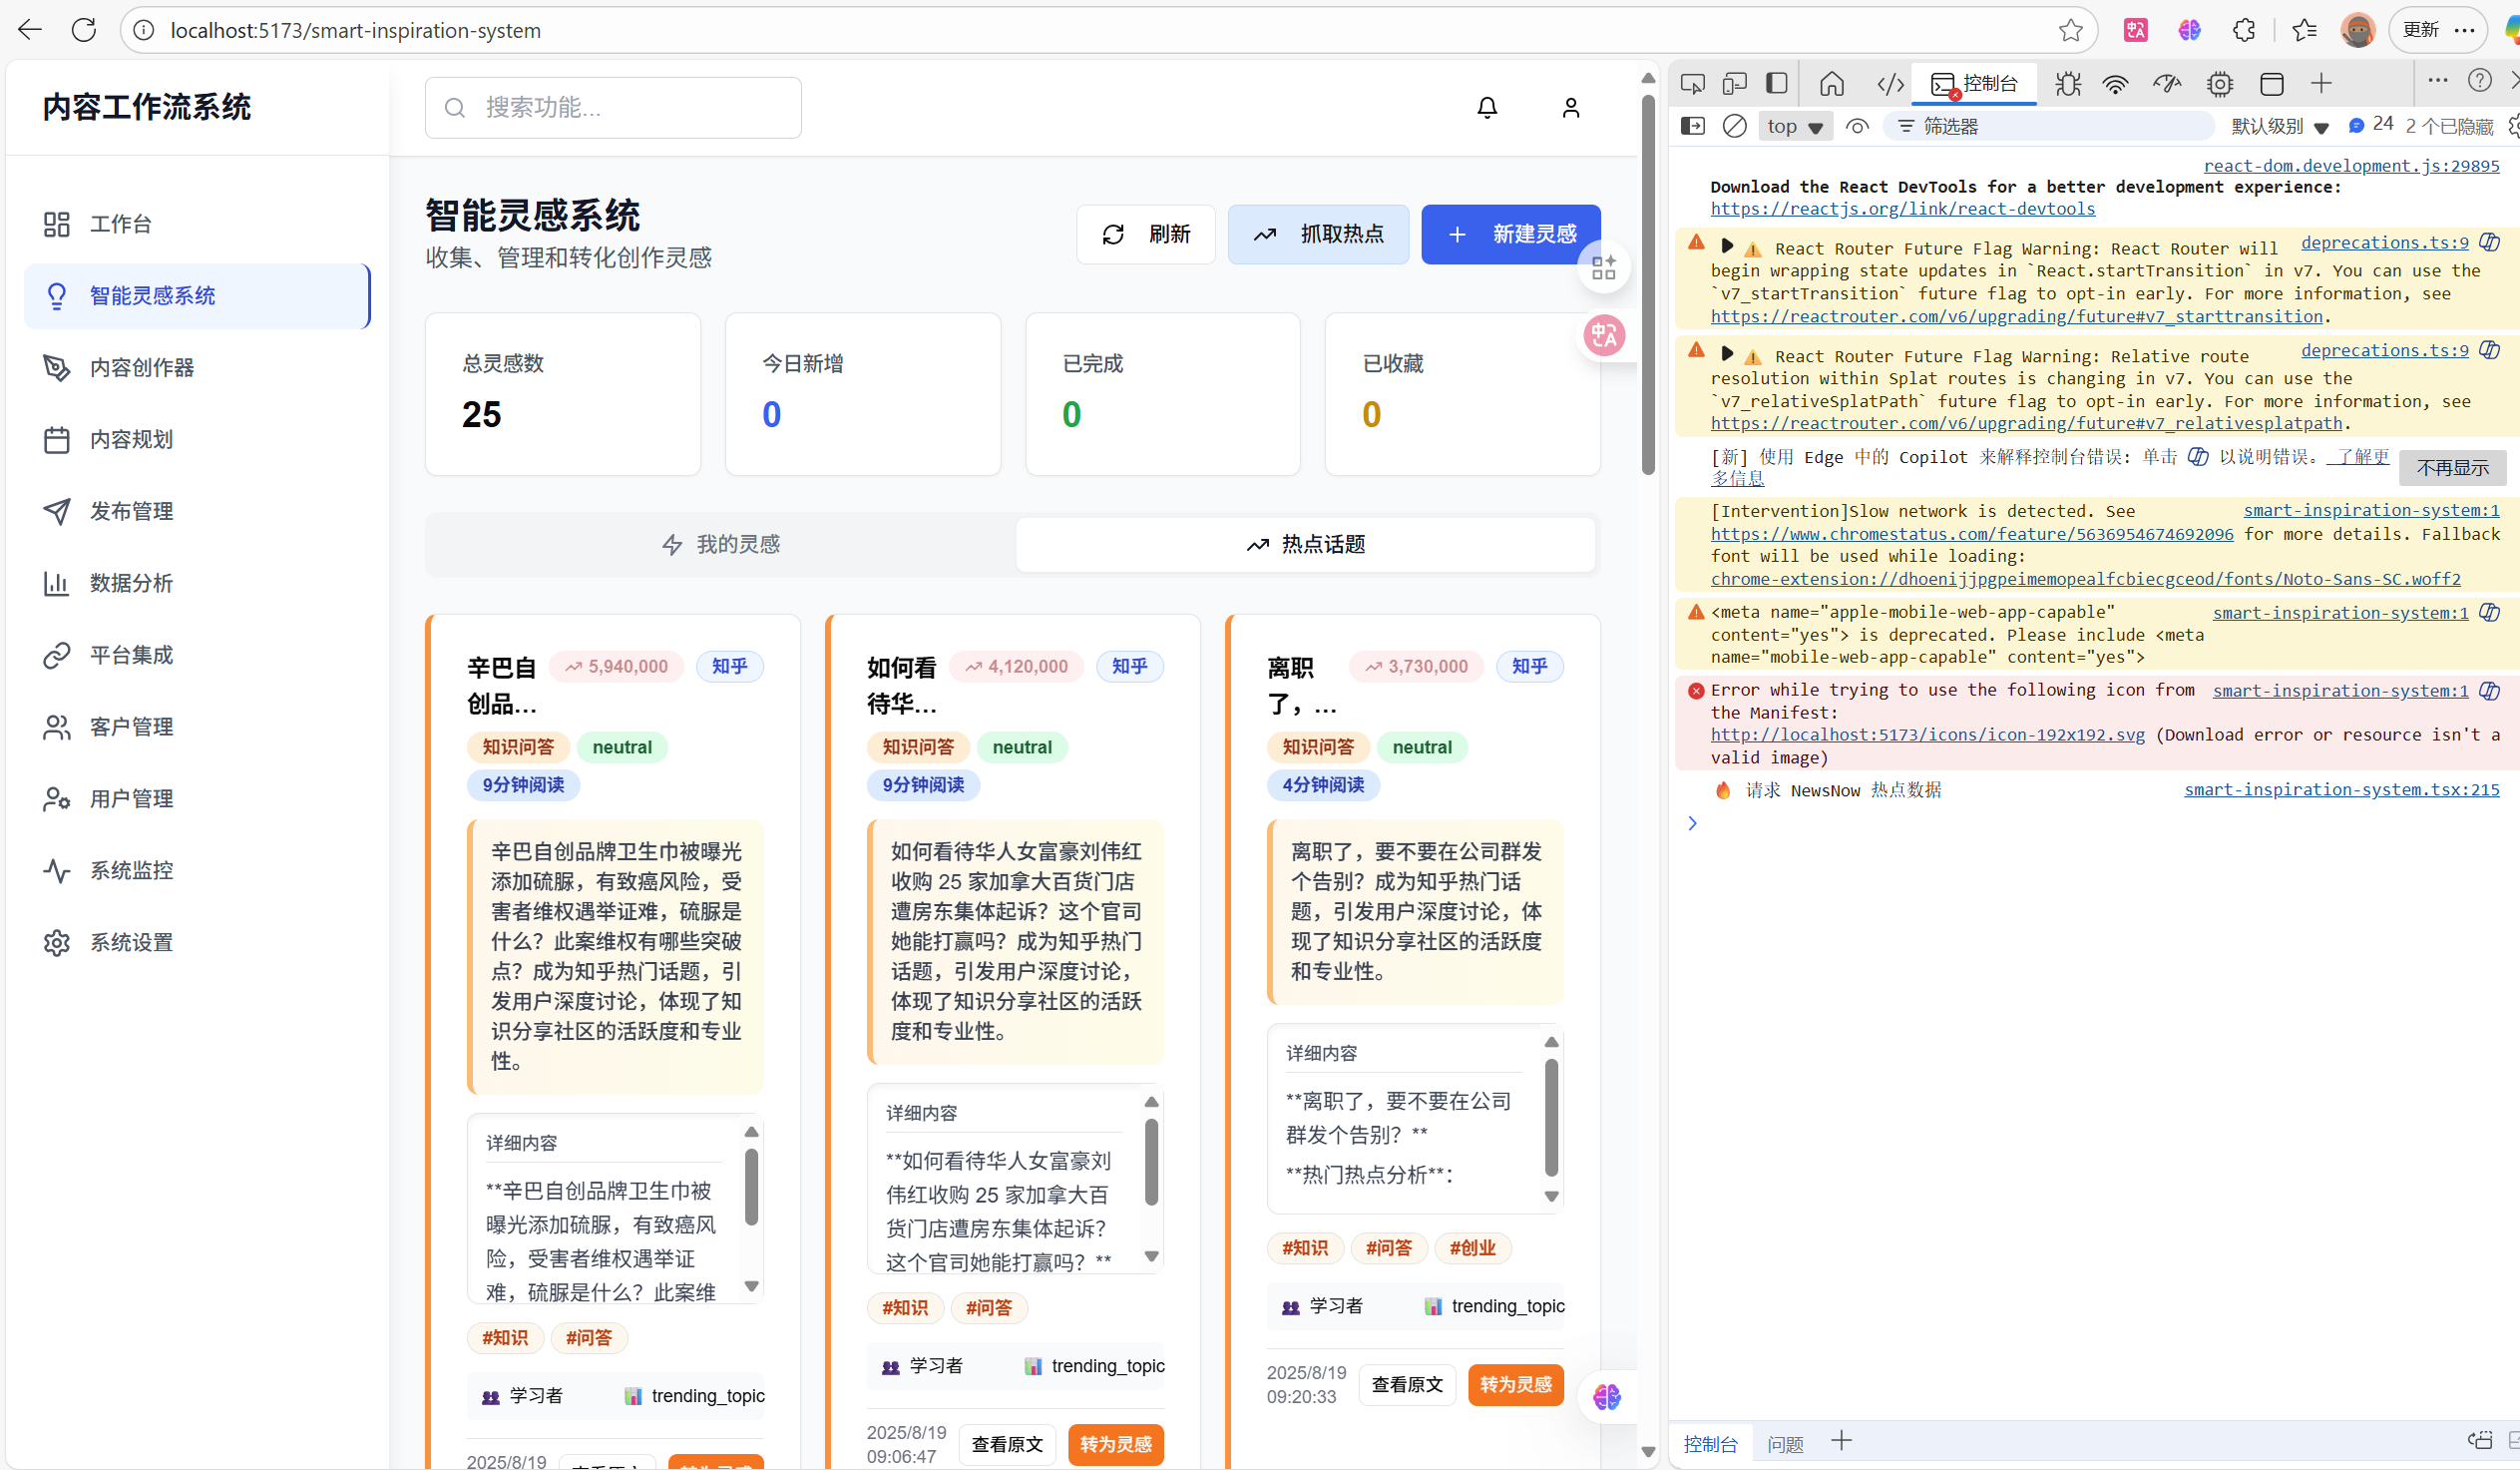 localhost:5173/smart-inspiration-system
更新
内容工作流系统
搜索功能...
工作台
智能灵感系统
内容创作器
内容规划
发布管理
数据分析
平台集成
客户管理
用户管理
系统监控
系统设置
智能灵感系统
收集、管理和转化创作灵感
刷新
抓取热点
新建灵感
总灵感数
25
今日新增
0
已完成
0
已收藏
0
我的灵感
热点话题
辛巴自
创品...
5,940,000
知乎
知识问答
neutral
9分钟阅读
辛巴自创品牌卫生巾被曝光
添加硫脲，有致癌风险，受
害者维权遇举证难，硫脲是
什么？此案维权有哪些突破
点？成为知乎热门话题，引
发用户深度讨论，体现了知
识分享社区的活跃度和专业
性。
详细内容
**辛巴自创品牌卫生巾被
曝光添加硫脲，有致癌风
险，受害者维权遇举证
难，硫脲是什么？此案维
#知识
#问答
学习者
trending_topic
2025/8/19
如何看
待华...
4,120,000
知乎
知识问答
neutral
9分钟阅读
如何看待华人女富豪刘伟红
收购 25 家加拿大百货门店
遭房东集体起诉？这个官司
她能打赢吗？成为知乎热门
话题，引发用户深度讨论，
体现了知识分享社区的活跃
度和专业性。
详细内容
**如何看待华人女富豪刘
伟红收购 25 家加拿大百
货门店遭房东集体起诉？
这个官司她能打赢吗？**
#知识
#问答
学习者
trending_topic
2025/8/19
09:06:47
查看原文
转为灵感
离职
了，...
3,730,000
知乎
知识问答
neutral
4分钟阅读
离职了，要不要在公司群发
个告别？成为知乎热门话
题，引发用户深度讨论，体
现了知识分享社区的活跃度
和专业性。
详细内容
**离职了，要不要在公司
群发个告别？**
**热门热点分析**：
#知识
#问答
#创业
学习者
trending_topic
2025/8/19
09:20:33
查看原文
转为灵感
控制台
top
筛选器
默认级别
24
2 个已隐藏
react-dom.development.js:29895
Download the React DevTools for a better development experience:
https://reactjs.org/link/react-devtools
deprecations.ts:9
React Router Future Flag Warning: React Router will
begin wrapping state updates in `React.startTransition` in v7. You can use the
`v7_startTransition` future flag to opt-in early. For more information, see
https://reactrouter.com/v6/upgrading/future#v7_starttransition.
deprecations.ts:9
React Router Future Flag Warning: Relative route
resolution within Splat routes is changing in v7. You can use the
`v7_relativeSplatPath` future flag to opt-in early. For more information, see
https://reactrouter.com/v6/upgrading/future#v7_relativesplatpath.
[新] 使用 Edge 中的 Copilot 来解释控制台错误: 单击 以说明错误。 了解更
多信息
不再显示
[Intervention]Slow network is detected. See
smart-inspiration-system:1
https://www.chromestatus.com/feature/5636954674692096 for more details. Fallback
font will be used while loading:
chrome-extension://dhoenijjpgpeimemopealfcbiecgceod/fonts/Noto-Sans-SC.woff2
<meta name="apple-mobile-web-app-capable"
smart-inspiration-system:1
content="yes"> is deprecated. Please include <meta
name="mobile-web-app-capable" content="yes">
Error while trying to use the following icon from
smart-inspiration-system:1
the Manifest:
http://localhost:5173/icons/icon-192x192.svg (Download error or resource isn't a
valid image)
请求 NewsNow 热点数据
smart-inspiration-system.tsx:215
控制台
问题